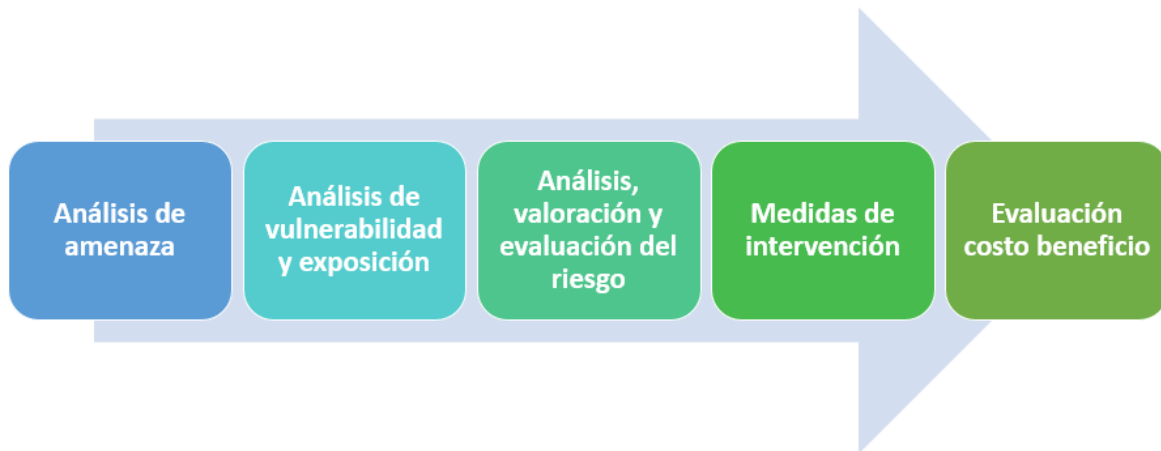 Análisis de
amenaza
Análisis de
vulnerabilidad
y exposición
Análisis,
valoración y
evaluación del
riesgo
Medidas de
intervención
Evaluación
costo beneficio